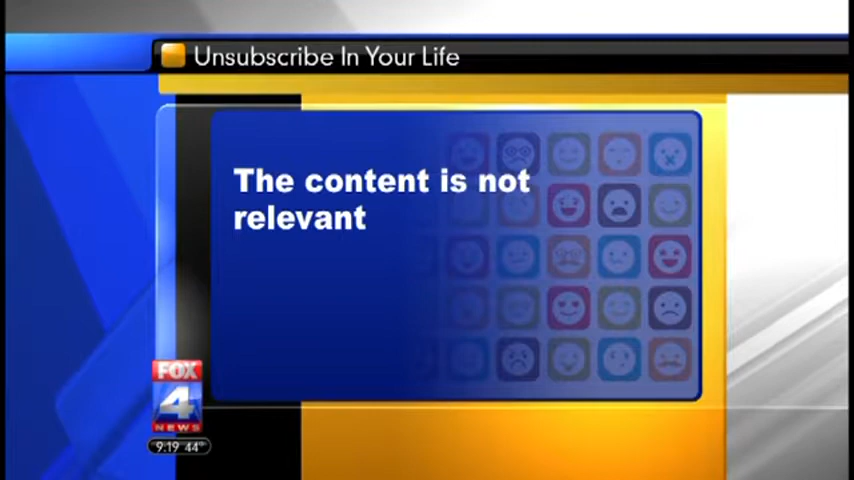 Unsubscribe In Your Life
The content is not
relevant
FOX
4
NEWS
9:19 44°